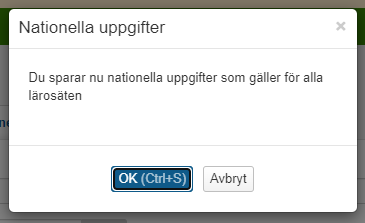 Nationella uppgifter ×
Du sparar nu nationella uppgifter som gäller för alla
lärosäten
OK (Ctrl+S) Avbryt